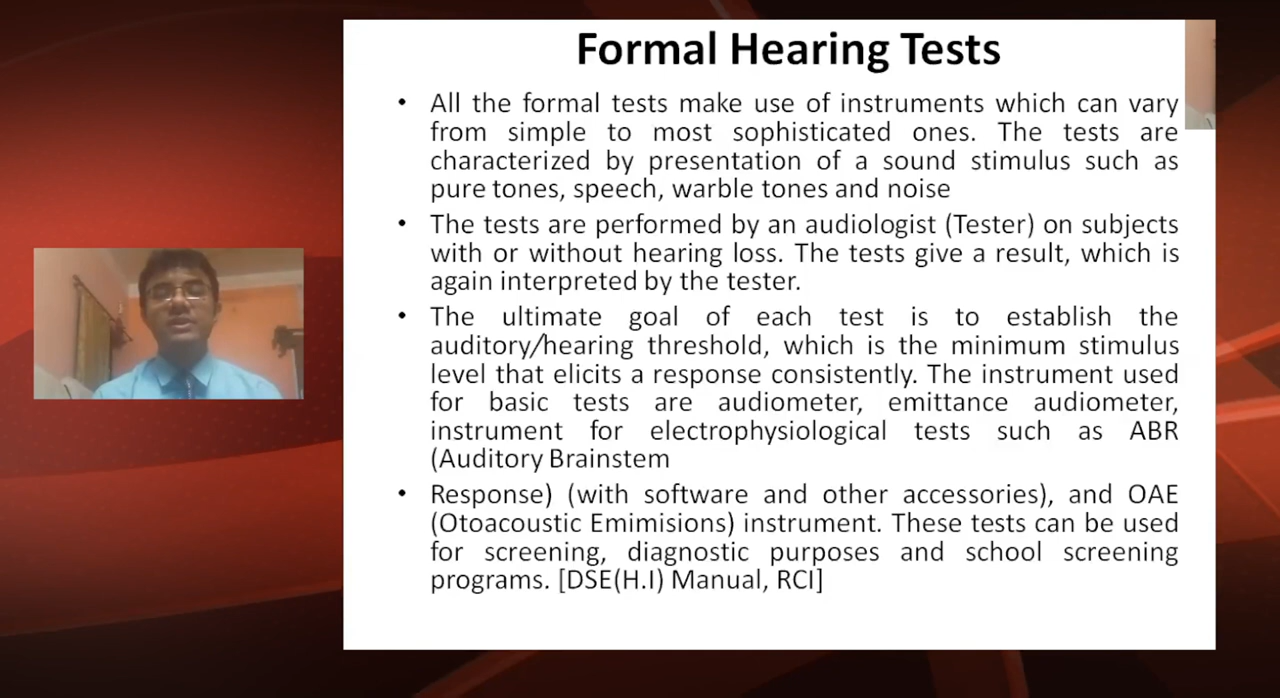 Formal Hearing Tests
• All the formal tests make use of instruments which can vary
from simple to most sophisticated ones. The tests are
characterized by presentation of a sound stimulus such as
pure tones, speech, warble tones and noise
• The tests are performed by an audiologist (Tester) on subjects
with or without hearing loss. The tests give a result, which is
again interpreted by the tester.
• The ultimate goal of each test is to establish the
auditory/hearing threshold, which is the minimum stimulus
level that elicits a response consistently. The instrument used
for basic tests are audiometer, emittance audiometer,
instrument for electrophysiological tests such as ABR
(Auditory Brainstem
• Response) (with software and other accessories), and OAE
(Otoacoustic Emimisions) instrument. These tests can be used
for screening, diagnostic purposes and school screening
programs. [DSE(H.I) Manual, RCI]